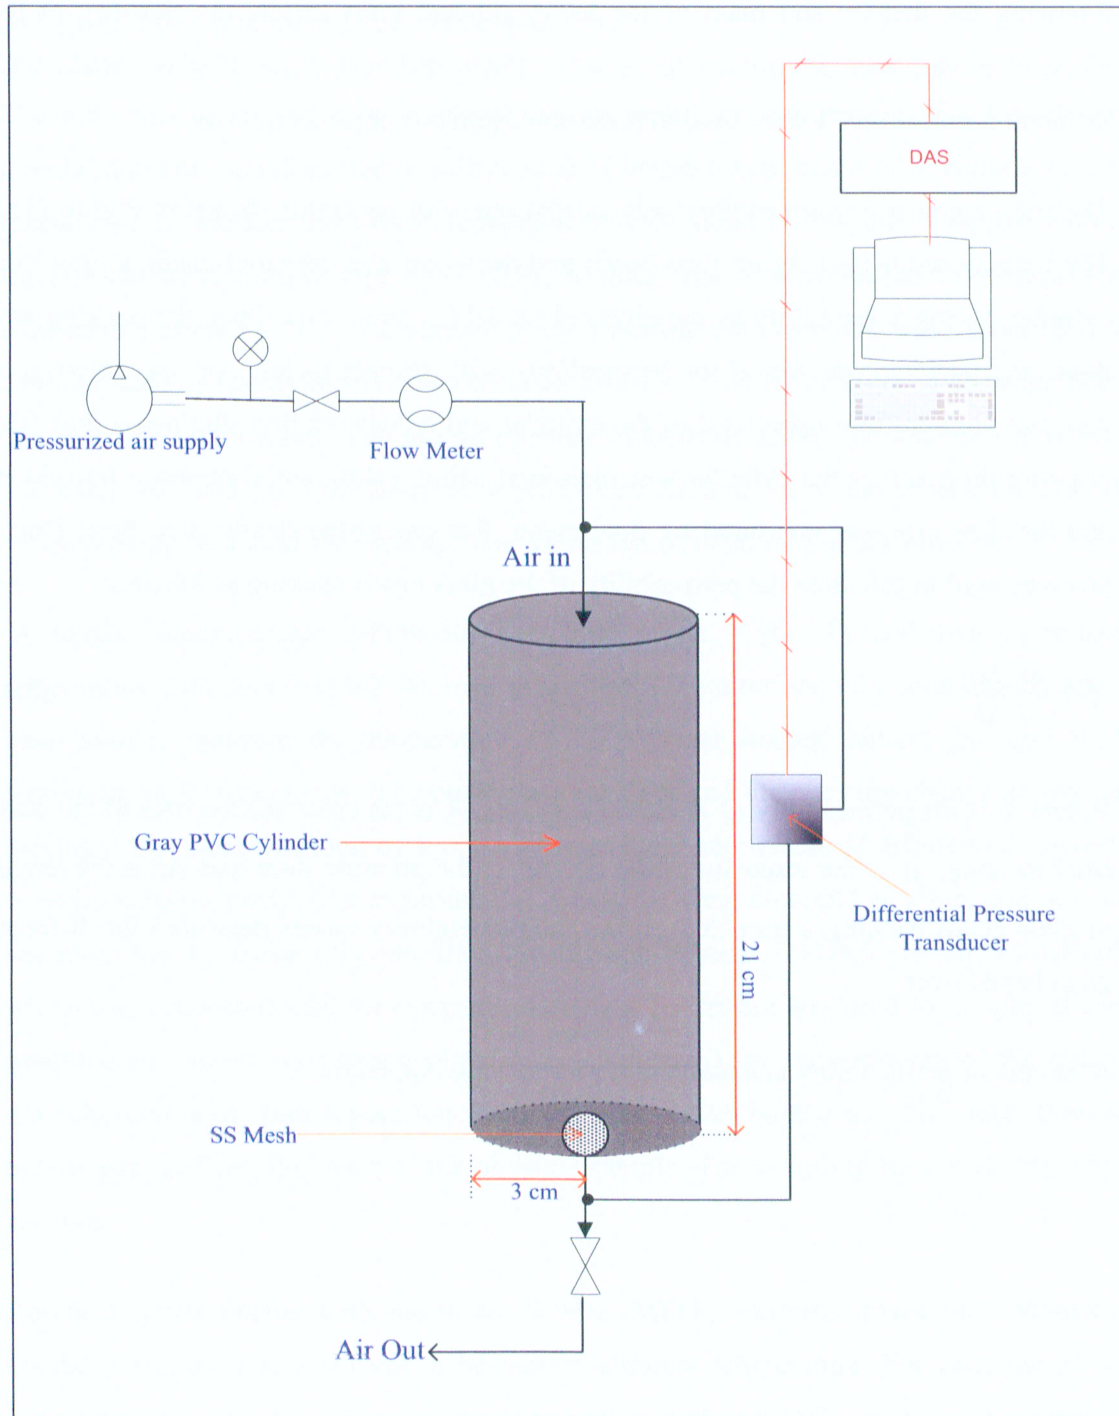 DAS
Pressurized air supply
Flow Meter
Air in
Gray PVC Cylinder
Differential Pressure
Transducer
21 cm
SS Mesh
3 cm
Air Out